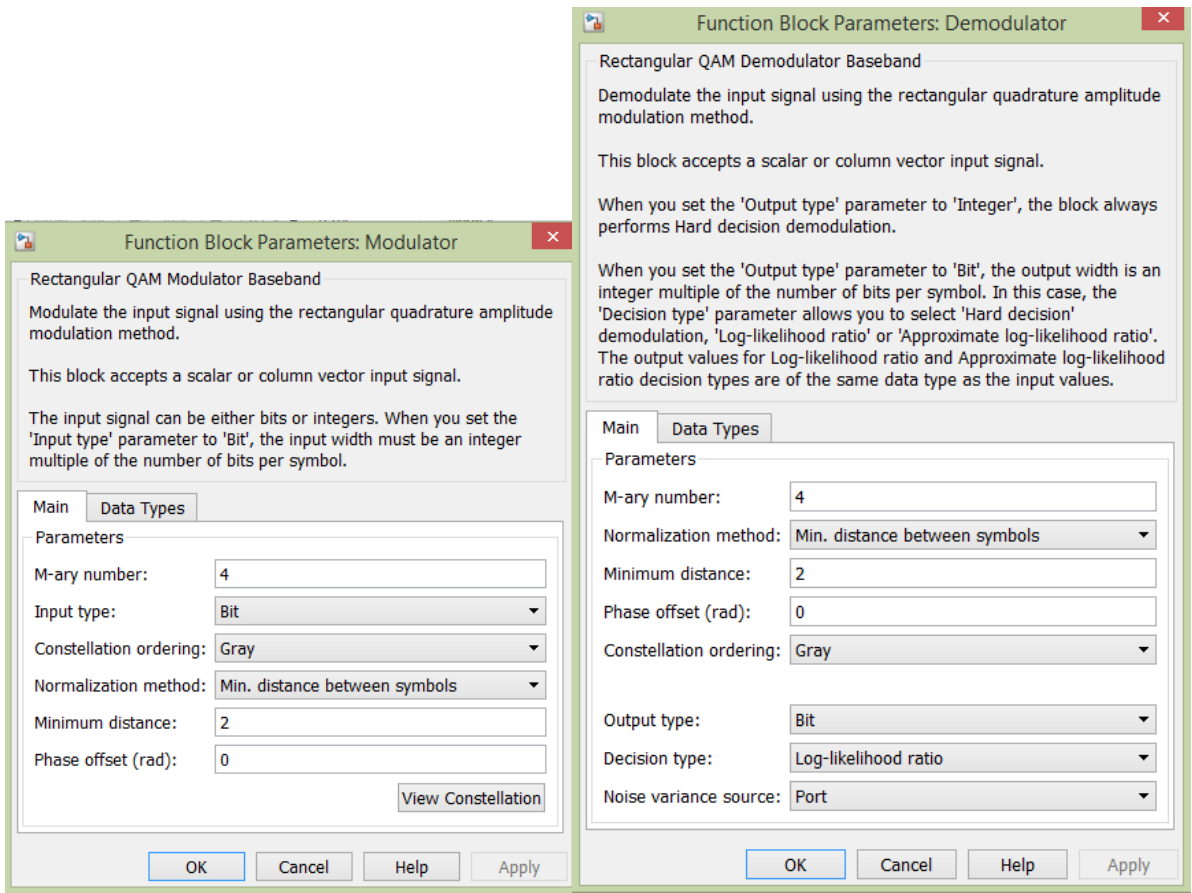 Function Block Parameters: Modulator
Rectangular QAM Modulator Baseband
Modulate the input signal using the rectangular quadrature amplitude
modulation method.
This block accepts a scalar or column vector input signal.
The input signal can be either bits or integers. When you set the
'Input type' parameter to 'Bit', the input width must be an integer
multiple of the number of bits per symbol.
Main Data Types
Parameters
M-ary number: 4
Input type: Bit
Constellation ordering: Gray
Normalization method: Min. distance between symbols
Minimum distance: 2
Phase offset (rad): 0
View Constellation
OK Cancel Help Apply
Function Block Parameters: Demodulator
Rectangular QAM Demodulator Baseband
Demodulate the input signal using the rectangular quadrature amplitude
modulation method.
This block accepts a scalar or column vector input signal.
When you set the 'Output type' parameter to 'Integer', the block always
performs Hard decision demodulation.
When you set the 'Output type' parameter to 'Bit', the output width is an
integer multiple of the number of bits per symbol. In this case, the
'Decision type' parameter allows you to select 'Hard decision'
demodulation, 'Log-likelihood ratio' or 'Approximate log-likelihood ratio'.
The output values for Log-likelihood ratio and Approximate log-likelihood
ratio decision types are of the same data type as the input values.
Main Data Types
Parameters
M-ary number: 4
Normalization method: Min. distance between symbols
Minimum distance: 2
Phase offset (rad): 0
Constellation ordering: Gray
Output type: Bit
Decision type: Log-likelihood ratio
Noise variance source: Port
OK Cancel Help Apply